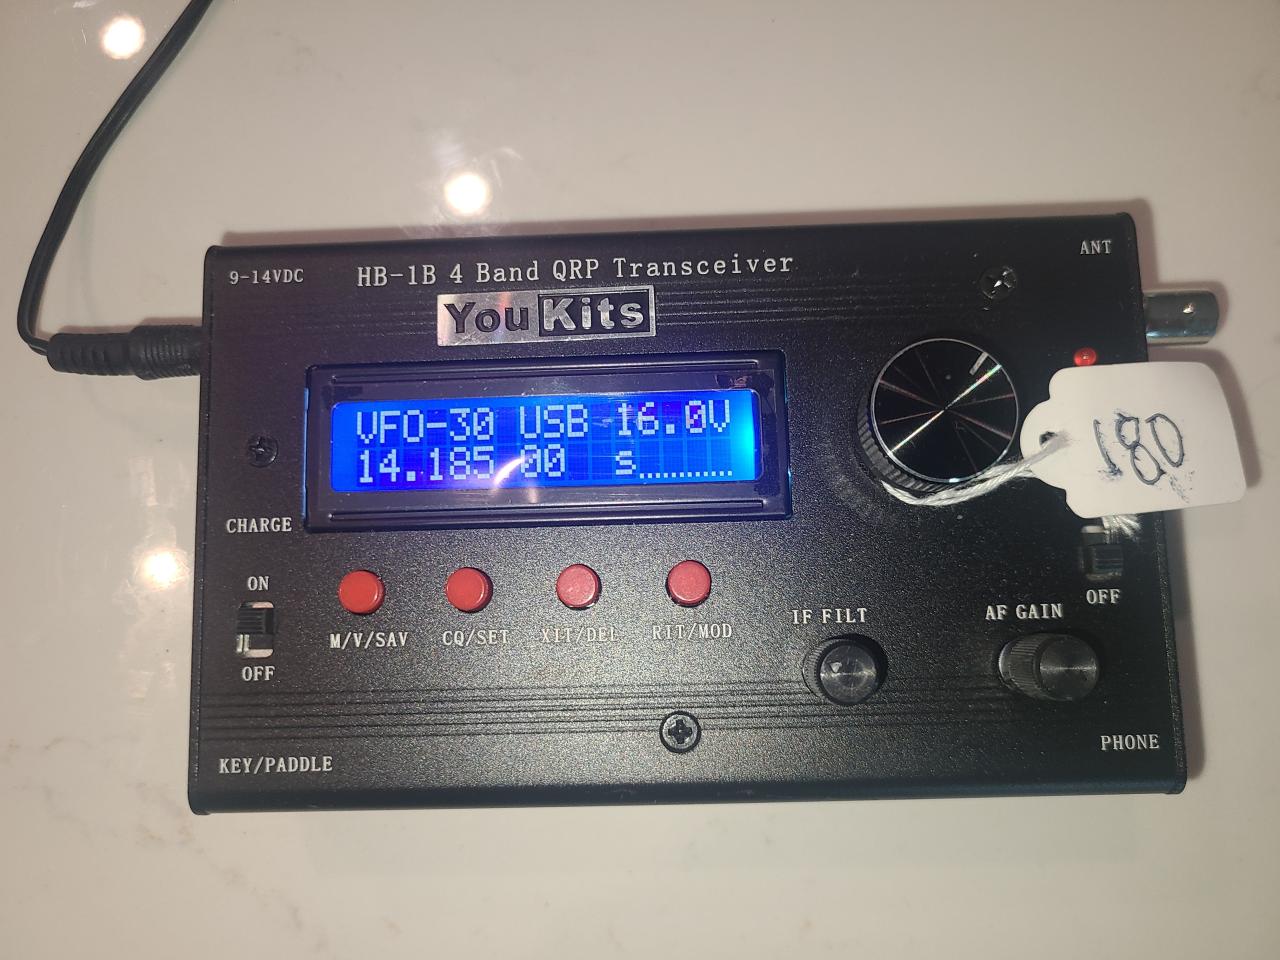 9-14VDC
HB-1B 4 Band QRP Transceiver
ANT
YouKits
VFO-30 USB 16.0V
14.185.00 s...........
180
CHARGE
ON
OFF
M/V/SAV
CQ/SET
XIT/DEL
RIT/MOD
IF FILT
AF GAIN
OFF
KEY/PADDLE
PHONE